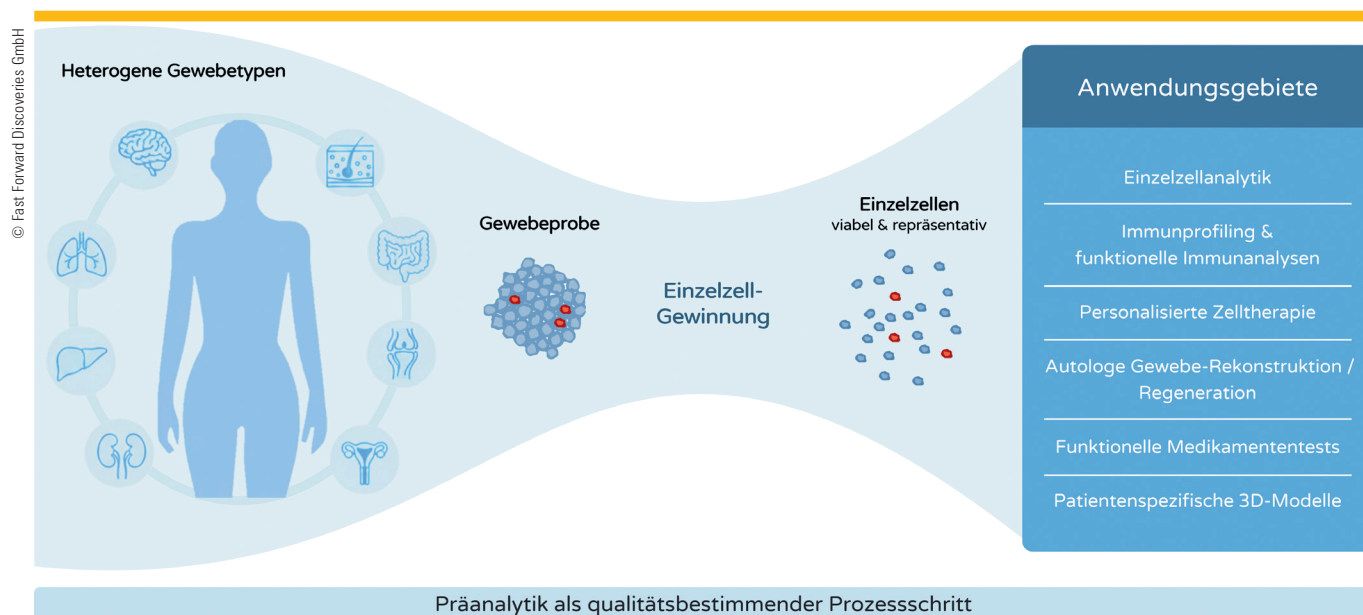 © Fast Forward Discoveries GmbH
Heterogene Gewebetypen
Gewebeprobe
Einzelzell-
Gewinnung
Einzelzellen
viabel & repräsentativ
Anwendungsgebiete
Einzelzellanalytik
Immunprofiling &
funktionelle Immunanalysen
Personalisierte Zelltherapie
Autologe Gewebe-Rekonstruktion /
Regeneration
Funktionelle Medikamententests
Patientenspezifische 3D-Modelle
Präanalytik als qualitätsbestimmender Prozessschritt